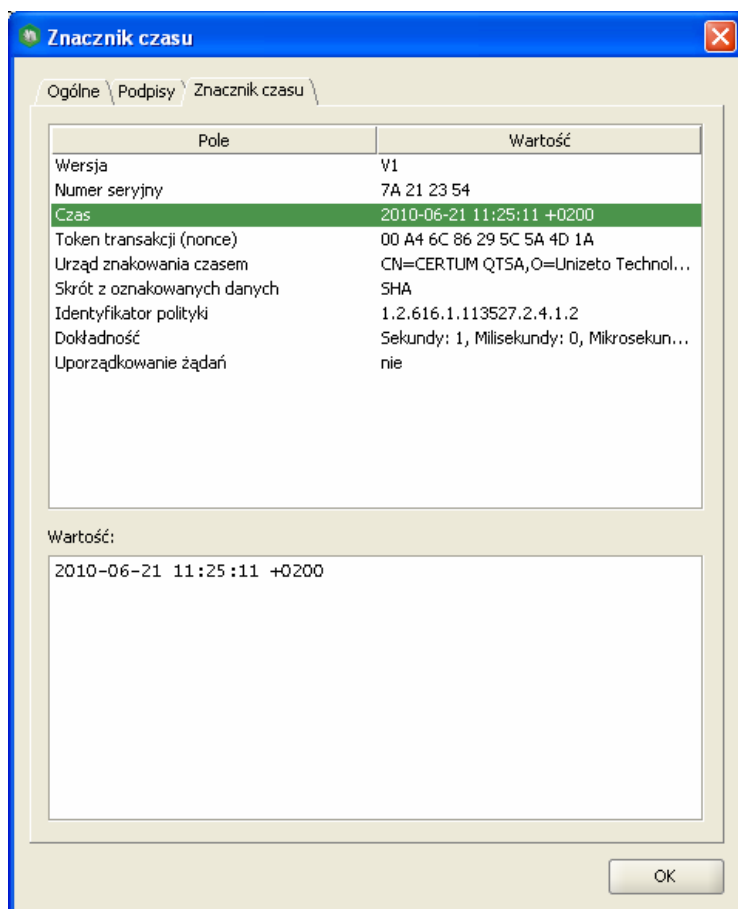 Znacznik czasu
Ogólne Podpisy Znacznik czasu
Pole Wartość
Wersja V1
Numer seryjny 7A 21 23 54
Czas 2010-06-21 11:25:11 +0200
Token transakcji (nonce) 00 A4 6C 86 29 5C 5A 4D 1A
Urząd znakowania czasem CN=CERTUM QTSA,O=Unizeto Technol...
Skrót z oznakowanych danych SHA
Identyfikator polityki 1.2.616.1.113527.2.4.1.2
Dokładność Sekundy: 1, Milisekundy: 0, Mikrosekun...
Uporządkowanie żądań nie
Wartość:
2010-06-21 11:25:11 +0200
OK